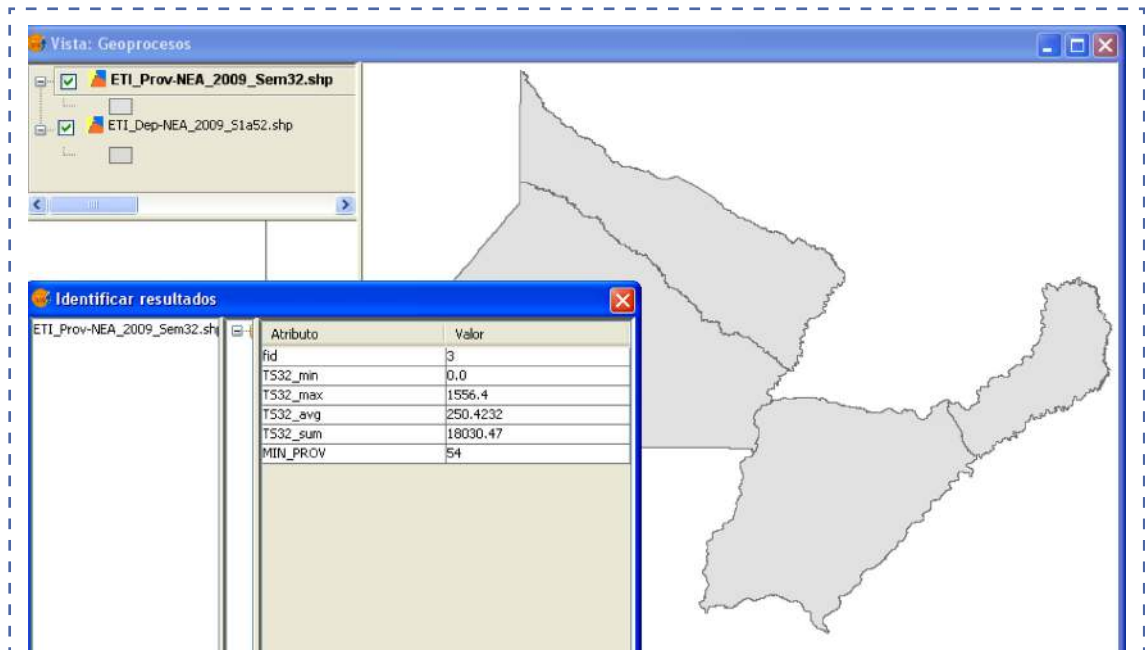 Vista: Geoprocesos
ETI_Prov-NEA_2009_Sem32.shp
ETI_Dep-NEA_2009_S1a52.shp
Identificar resultados
ETI_Prov-NEA_2009_Sem32.sh
Atributo Valor
fid 3
TS32_min 0.0
TS32_max 1556.4
TS32_avg 250.4232
TS32_sum 18030.47
MIN_PROV 54